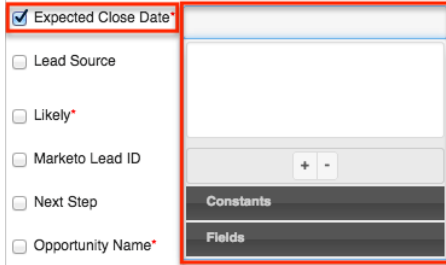 Expected Close Date*
Lead Source
Likely*
Marketo Lead ID
+ -
Next Step
Constants
Opportunity Name*
Fields